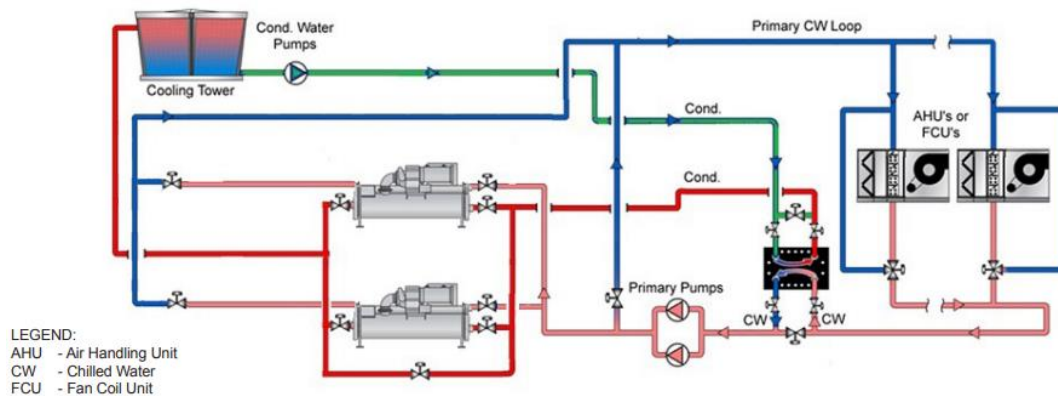 Cond. Water
Pumps
Cooling Tower
Primary CW Loop
Cond.
AHU's or
FCU's
Cond.
Primary Pumps
CW
CW
LEGEND:
AHU - Air Handling Unit
CW - Chilled Water
FCU - Fan Coil Unit